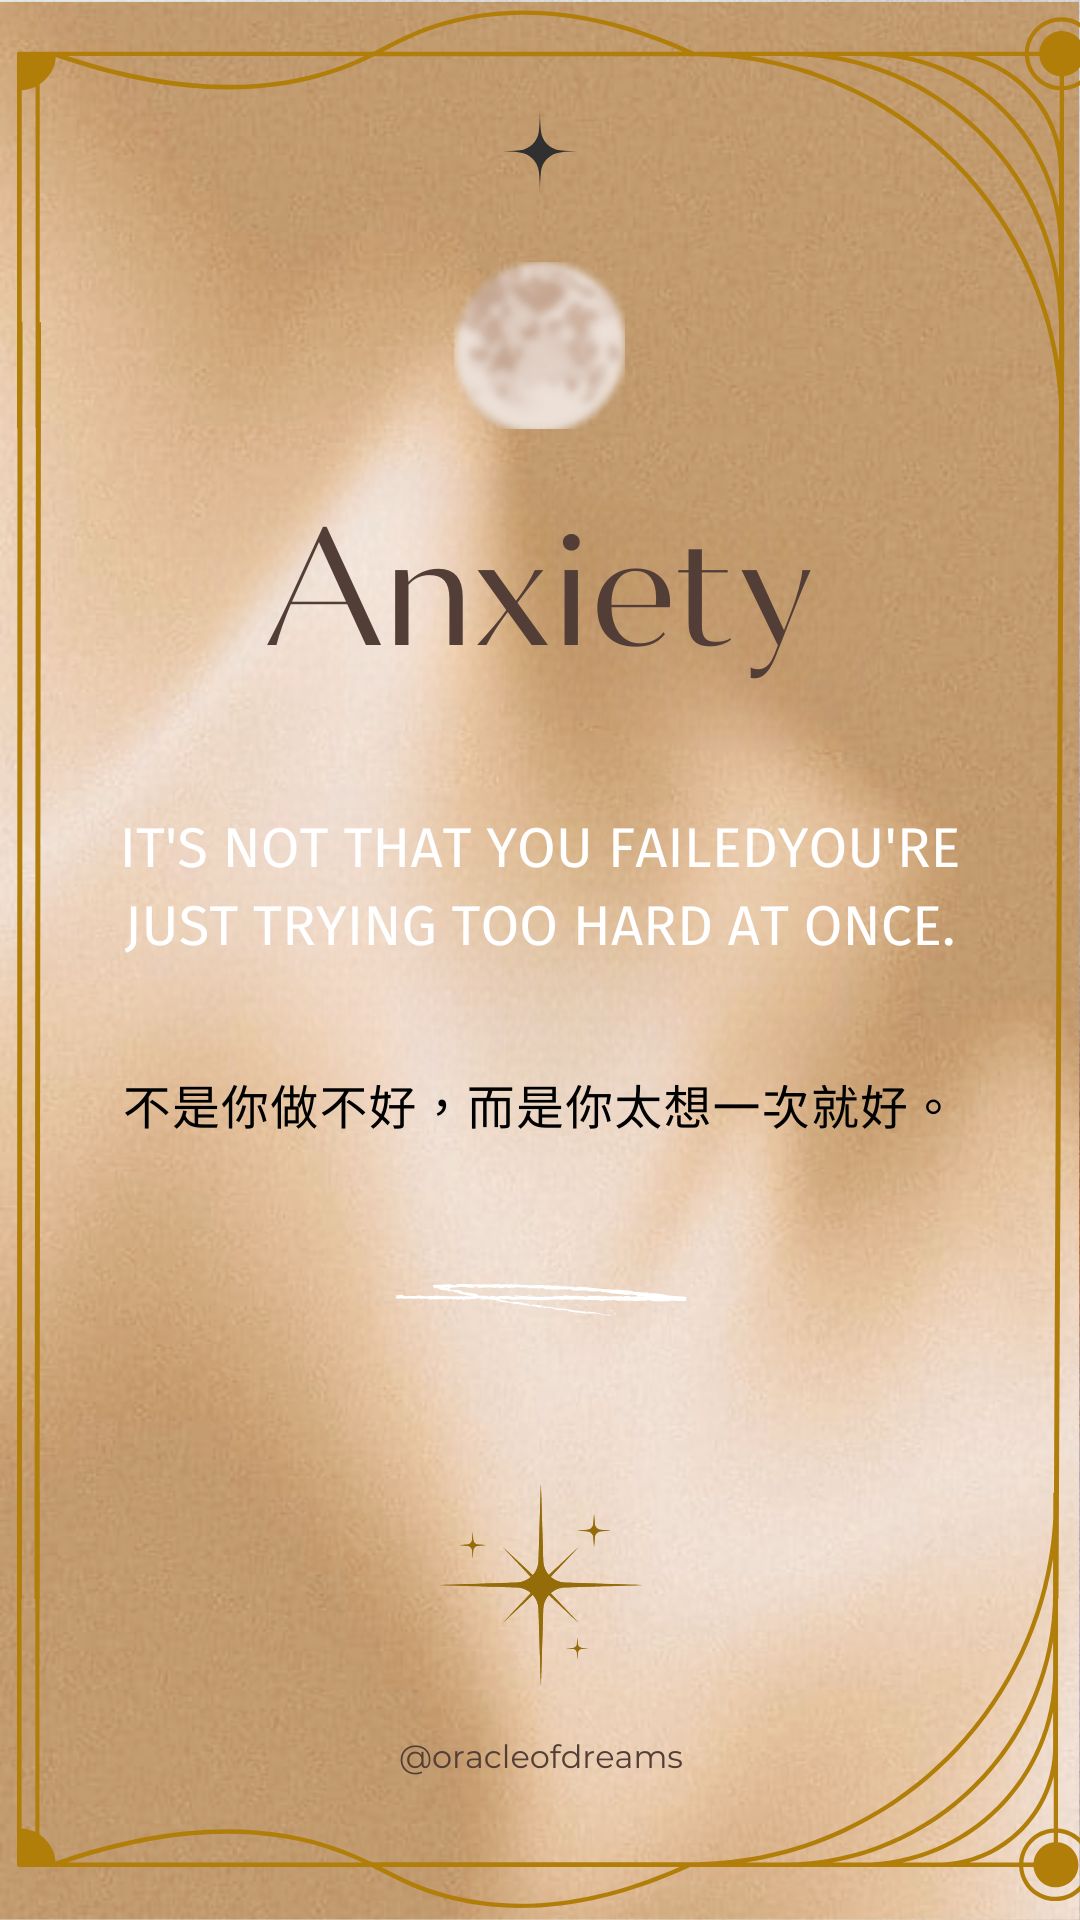 Anxiety
IT'S NOT THAT YOU FAILEDYOU'RE
JUST TRYING TOO HARD AT ONCE.
不是你做不好，而是你太想一次就好。
@oracleofdreams